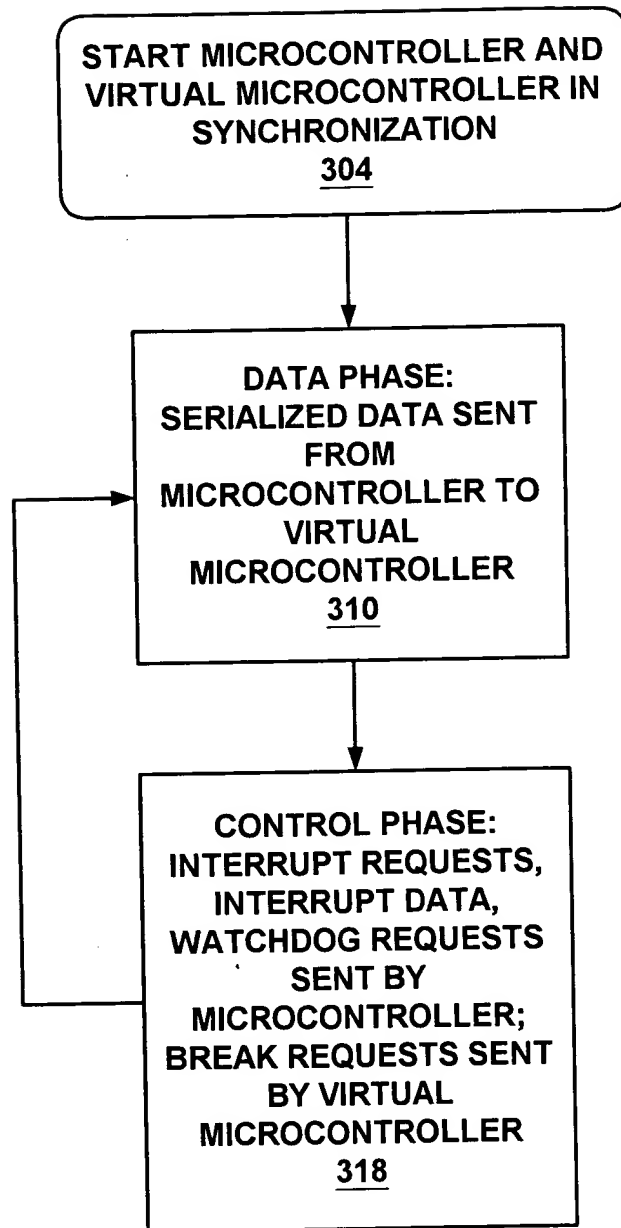 START MICROCONTROLLER AND
VIRTUAL MICROCONTROLLER IN
SYNCHRONIZATION
304
DATA PHASE:
SERIALIZED DATA SENT
FROM
MICROCONTROLLER TO
VIRTUAL
MICROCONTROLLER
310
CONTROL PHASE:
INTERRUPT REQUESTS,
INTERRUPT DATA,
WATCHDOG REQUESTS
SENT BY
MICROCONTROLLER;
BREAK REQUESTS SENT
BY VIRTUAL
MICROCONTROLLER
318